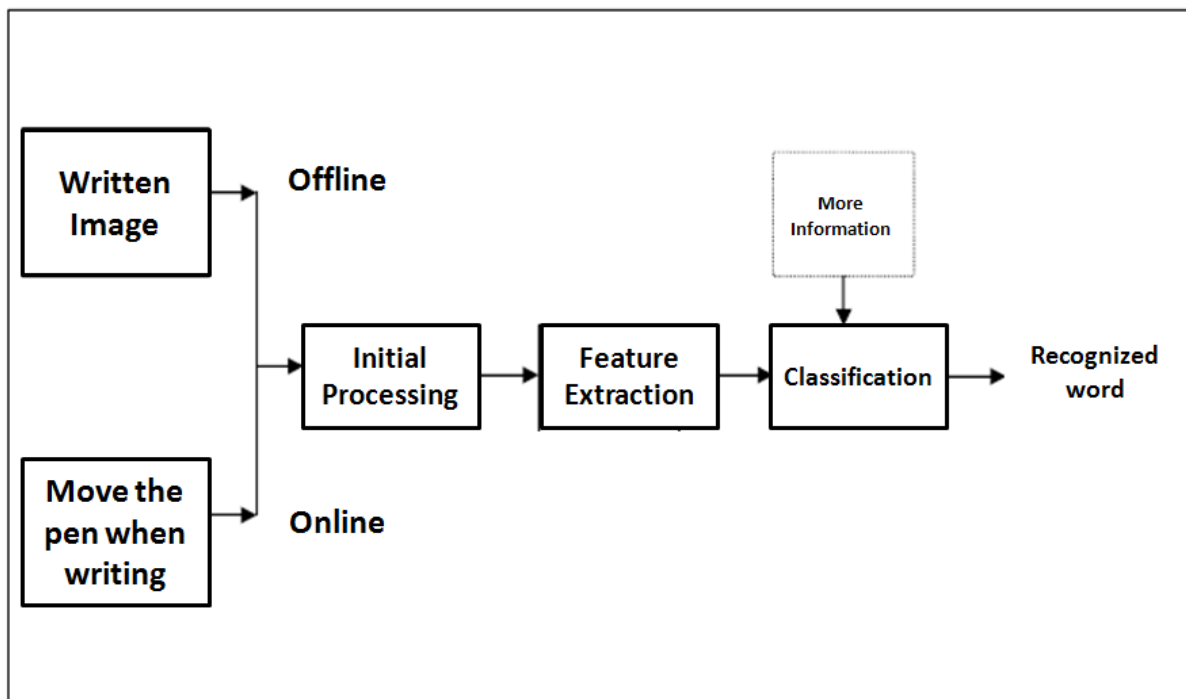 Written
Image
Offline
More
Information
Initial
Processing
Feature
Extraction
Classification
Recognized
word
Move the
pen when
writing
Online